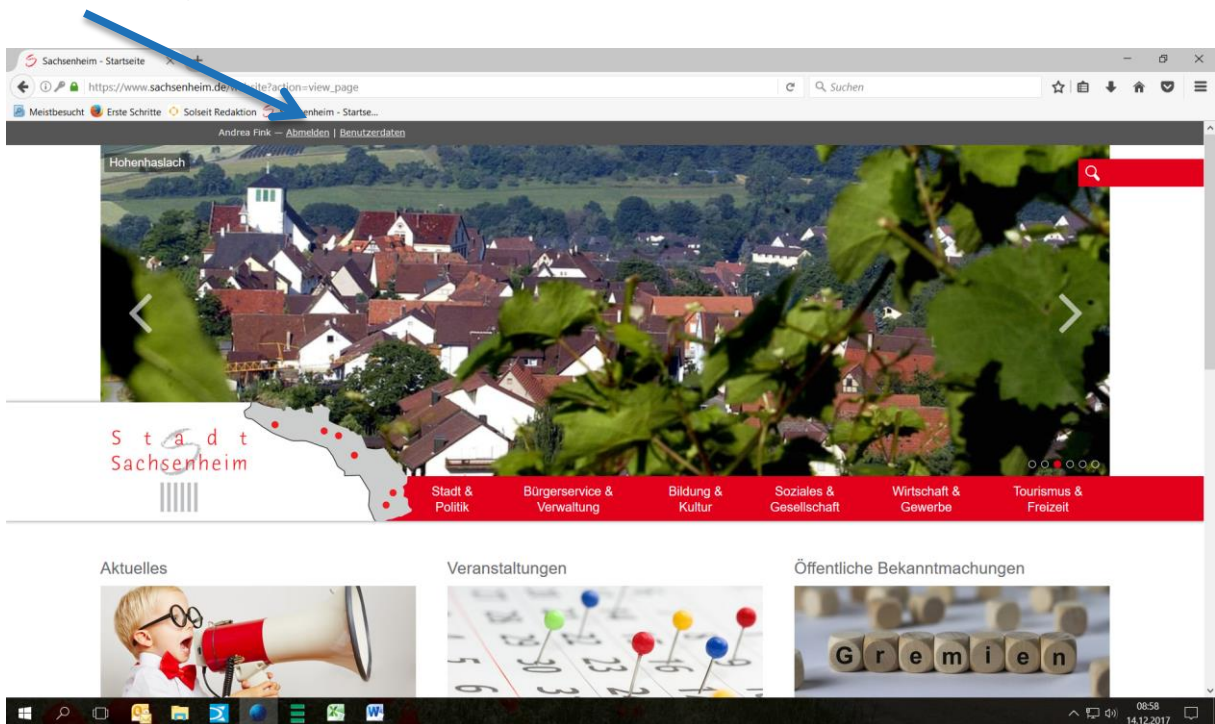 Sachsenheim - Startseite
https://www.sachsenheim.de/website?action=view_page
Suchen
Meistbesucht Erste Schritte Solseit Redaktion Sachsenheim - Startse...
Andrea Fink — Abmelden | Benutzerdaten
Hohenhaslach
Stadt
Sachsenheim
Stadt &
Politik
Bürgerservice &
Verwaltung
Bildung &
Kultur
Soziales &
Gesellschaft
Wirtschaft &
Gewerbe
Tourismus &
Freizeit
Aktuelles
Veranstaltungen
Öffentliche Bekanntmachungen
Gremien
08:58
14.12.2017